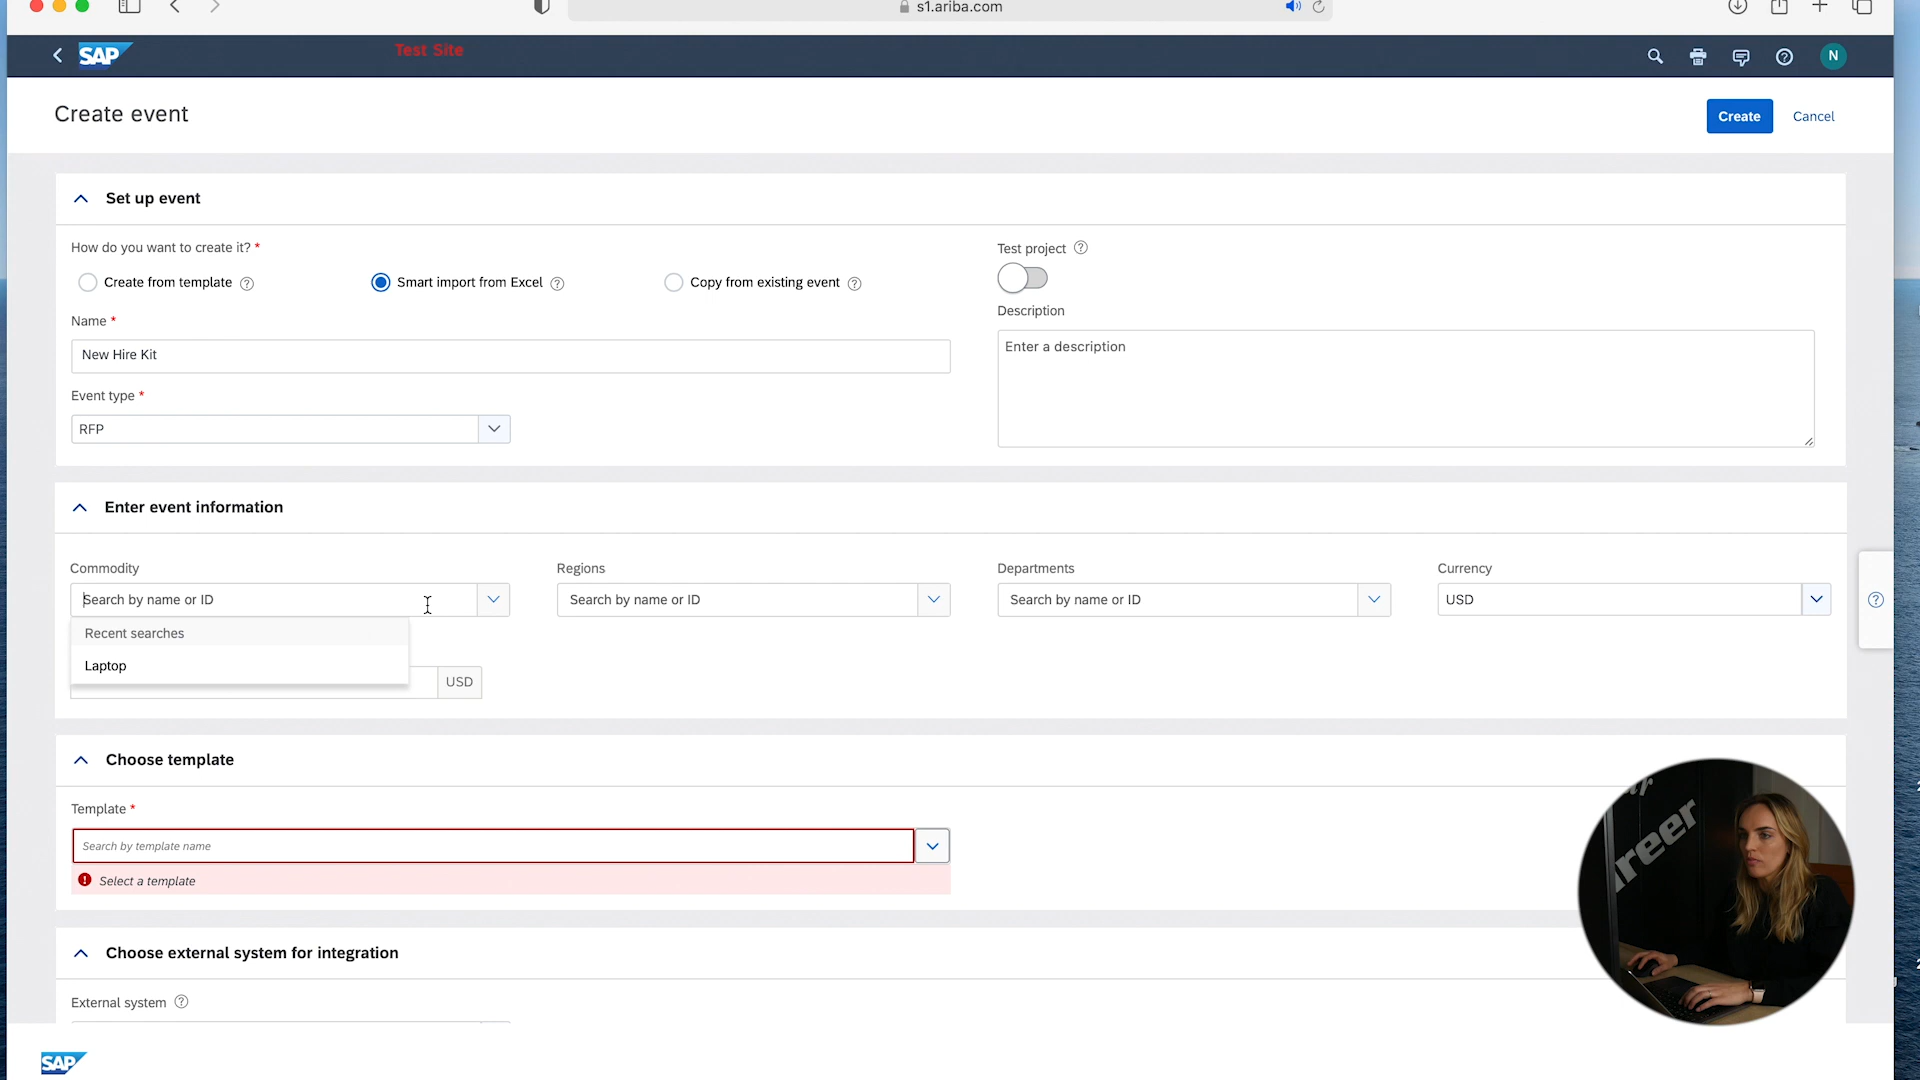 s1.ariba.com
SAP
Test Site
N
Create event
Create
Cancel
Set up event
How do you want to create it? *
Create from template
Smart import from Excel
Copy from existing event
Test project
Name *
New Hire Kit
Description
Enter a description
Event type *
RFP
Enter event information
Commodity
Regions
Departments
Currency
Search by name or ID
Search by name or ID
Search by name or ID
USD
Recent searches
Laptop
USD
Choose template
Template *
Search by template name
Select a template
Choose external system for integration
External system
SAP